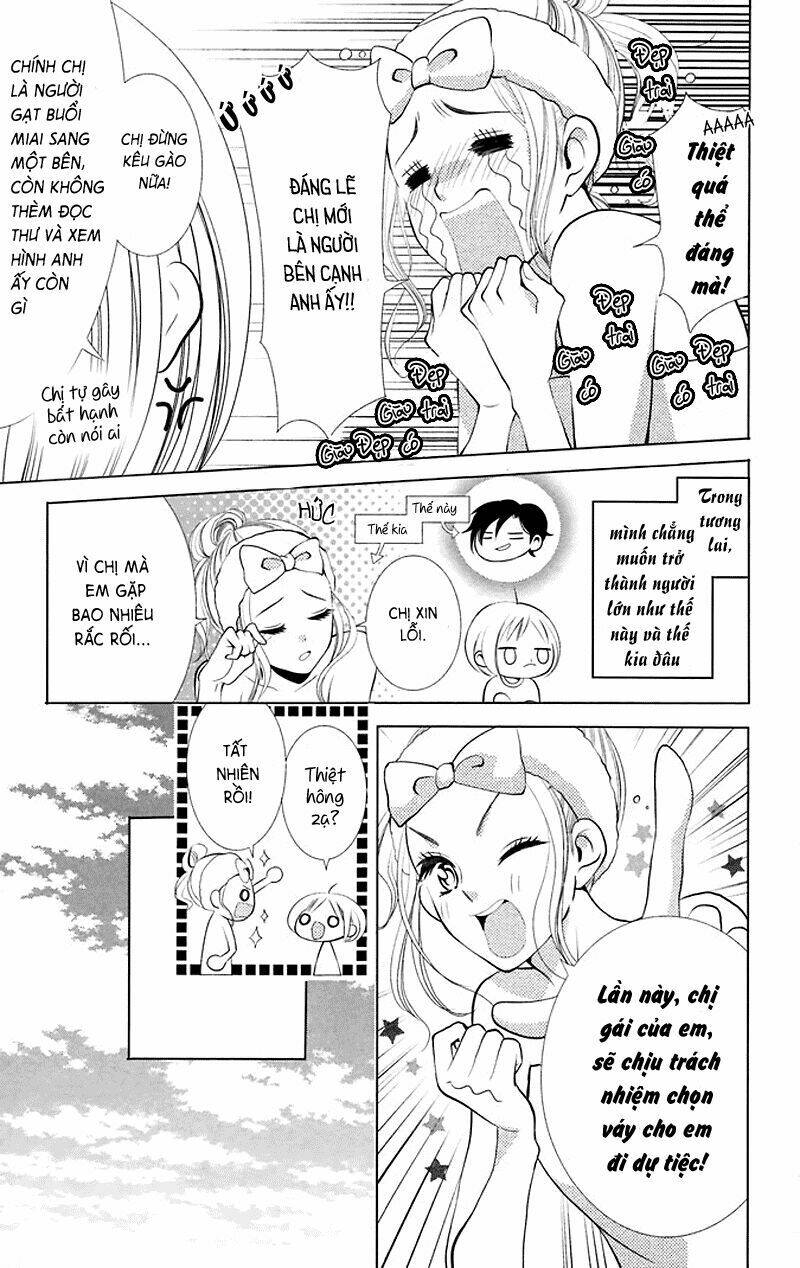 AAAAA
Thiệt
quá
thể
đáng
mà!
Đẹp
trai
Giàu
có
Đẹp
trai
Giàu
có
Đẹp
trai
Giàu
có
Đẹp
trai
Giàu
có
Đẹp
Giàu
có
Ứ Ứ Ứ Ứ
ĐÁNG LẼ
CHỊ MỚI
LÀ NGƯỜI
BÊN CẠNH
ANH ẤY!!
CHỊ ĐỪNG
KÊU GÀO
NỮA!
CHÍNH CHỊ
LÀ NGƯỜI
GẠT BUỔI
MIAI SANG
MỘT BÊN,
CÒN KHÔNG
THÈM ĐỌC
THƯ VÀ XEM
HÌNH ANH
ẤY CÒN
GÌ
Chị tự gây
bất hạnh
còn nói ai
Trong
tương
lai,
mình chẳng
muốn trở
thành người
lớn như thế
này và thế
kia đâu
Thế này
Thế kia
HỨC
CHỊ XIN
LỖI.
VÌ CHỊ MÀ
EM GẶP
BAO NHIÊU
RẮC RỐI...
Lần này, chị
gái của em,
sẽ chịu trách
nhiệm chọn
váy cho em
đi dự tiệc!
Thiệt
hông
zạ?
TẤT
NHIÊN
RỒI!